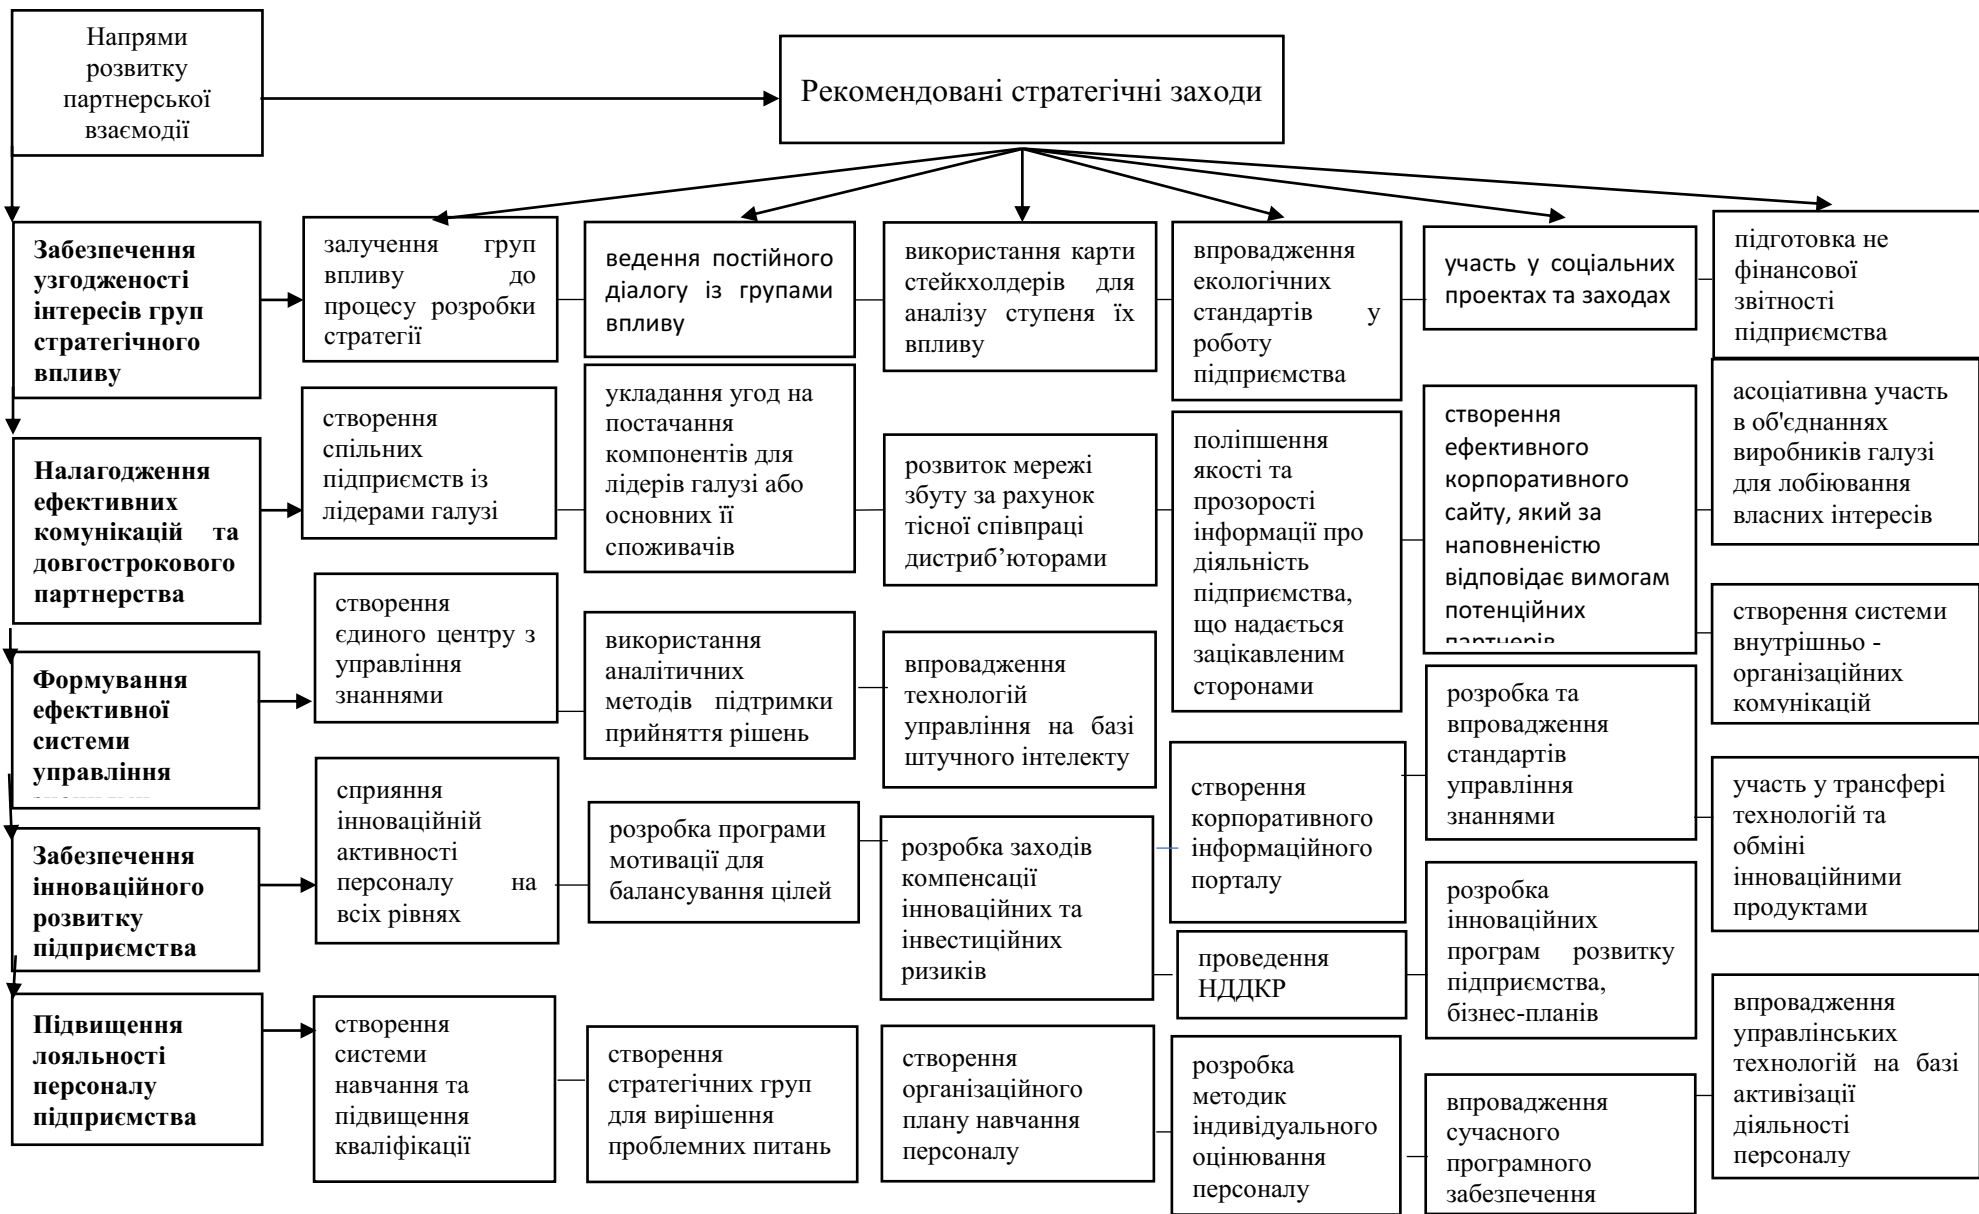 Напрями
розвитку
партнерської
взаємодії
Рекомендовані стратегічні заходи
Забезпечення
узгодженості
інтересів груп
стратегічного
впливу
залучення груп
впливу до
процесу розробки
стратегії
ведення постійного
діалогу із групами
впливу
використання карти
стейкхолдерів для
аналізу ступеня їх
впливу
впровадження
екологічних
стандартів у
роботу
підприємства
участь у соціальних
проектах та заходах
підготовка не
фінансової
звітності
підприємства
Налагодження
ефективних
комунікацій та
довгострокового
партнерства
створення
спільних
підприємств із
лідерами галузі
укладання угод на
постачання
компонентів для
лідерів галузі або
основних її
споживачів
розвиток мережі
збуту за рахунок
тісної співпраці
дистриб’юторами
поліпшення
якості та
прозорості
інформації про
діяльність
підприємства,
що надається
зацікавленим
сторонами
створення
ефективного
корпоративного
сайту, який за
наповненістю
відповідає вимогам
потенційних
партнерів
асоціативна участь
в об'єднаннях
виробників галузі
для лобіювання
власних інтересів
Формування
ефективної
системи
управління
створення
єдиного центру з
управління
знаннями
використання
аналітичних
методів підтримки
прийняття рішень
впровадження
технологій
управління на базі
штучного інтелекту
створення
корпоративного
інформаційного
порталу
розробка та
впровадження
стандартів
управління
знаннями
створення системи
внутрішньо -
організаційних
комунікацій
Забезпечення
інноваційного
розвитку
підприємства
сприяння
інноваційній
активності
персоналу на
всіх рівнях
розробка програми
мотивації для
балансування цілей
розробка заходів
компенсації
інноваційних та
інвестиційних
ризиків
проведення
НДДКР
розробка
інноваційних
програм розвитку
підприємства,
бізнес-планів
участь у трансфері
технологій та
обміні
інноваційними
продуктами
Підвищення
лояльності
персоналу
підприємства
створення
системи
навчання та
підвищення
кваліфікації
створення
стратегічних груп
для вирішення
проблемних питань
створення
організаційного
плану навчання
персоналу
розробка
методик
індивідуального
оцінювання
персоналу
впровадження
сучасного
програмного
забезпечення
впровадження
управлінських
технологій на базі
активізації
діяльності
персоналу